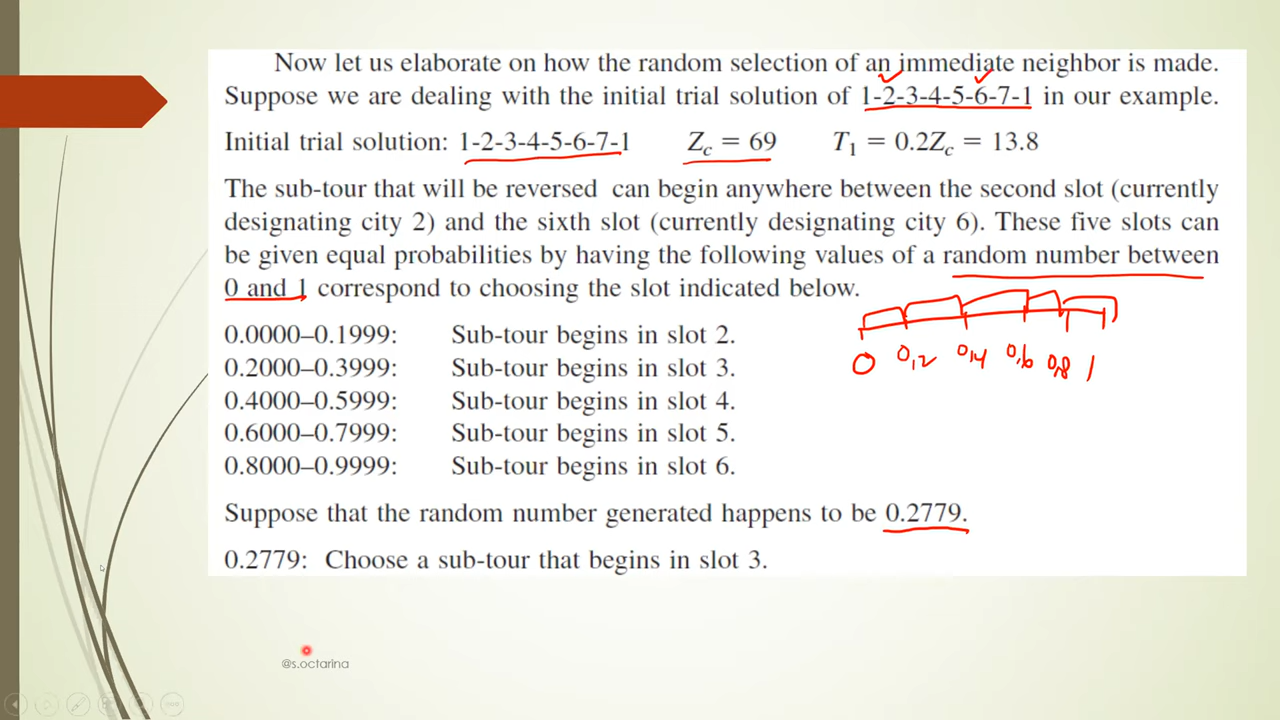 Now let us elaborate on how the random selection of an immediate neighbor is made.
Suppose we are dealing with the initial trial solution of 1-2-3-4-5-6-7-1 in our example.
Initial trial solution: 1-2-3-4-5-6-7-1 Zc = 69 T1 = 0.2Zc = 13.8
The sub-tour that will be reversed can begin anywhere between the second slot (currently
designating city 2) and the sixth slot (currently designating city 6). These five slots can
be given equal probabilities by having the following values of a random number between
0 and 1 correspond to choosing the slot indicated below.
0.0000–0.1999: Sub-tour begins in slot 2.
0.2000–0.3999: Sub-tour begins in slot 3.
0.4000–0.5999: Sub-tour begins in slot 4.
0.6000–0.7999: Sub-tour begins in slot 5.
0.8000–0.9999: Sub-tour begins in slot 6.
0 0,2 0,4 0,6 0,8 1
Suppose that the random number generated happens to be 0.2779.
0.2779: Choose a sub-tour that begins in slot 3.
@s.octarina